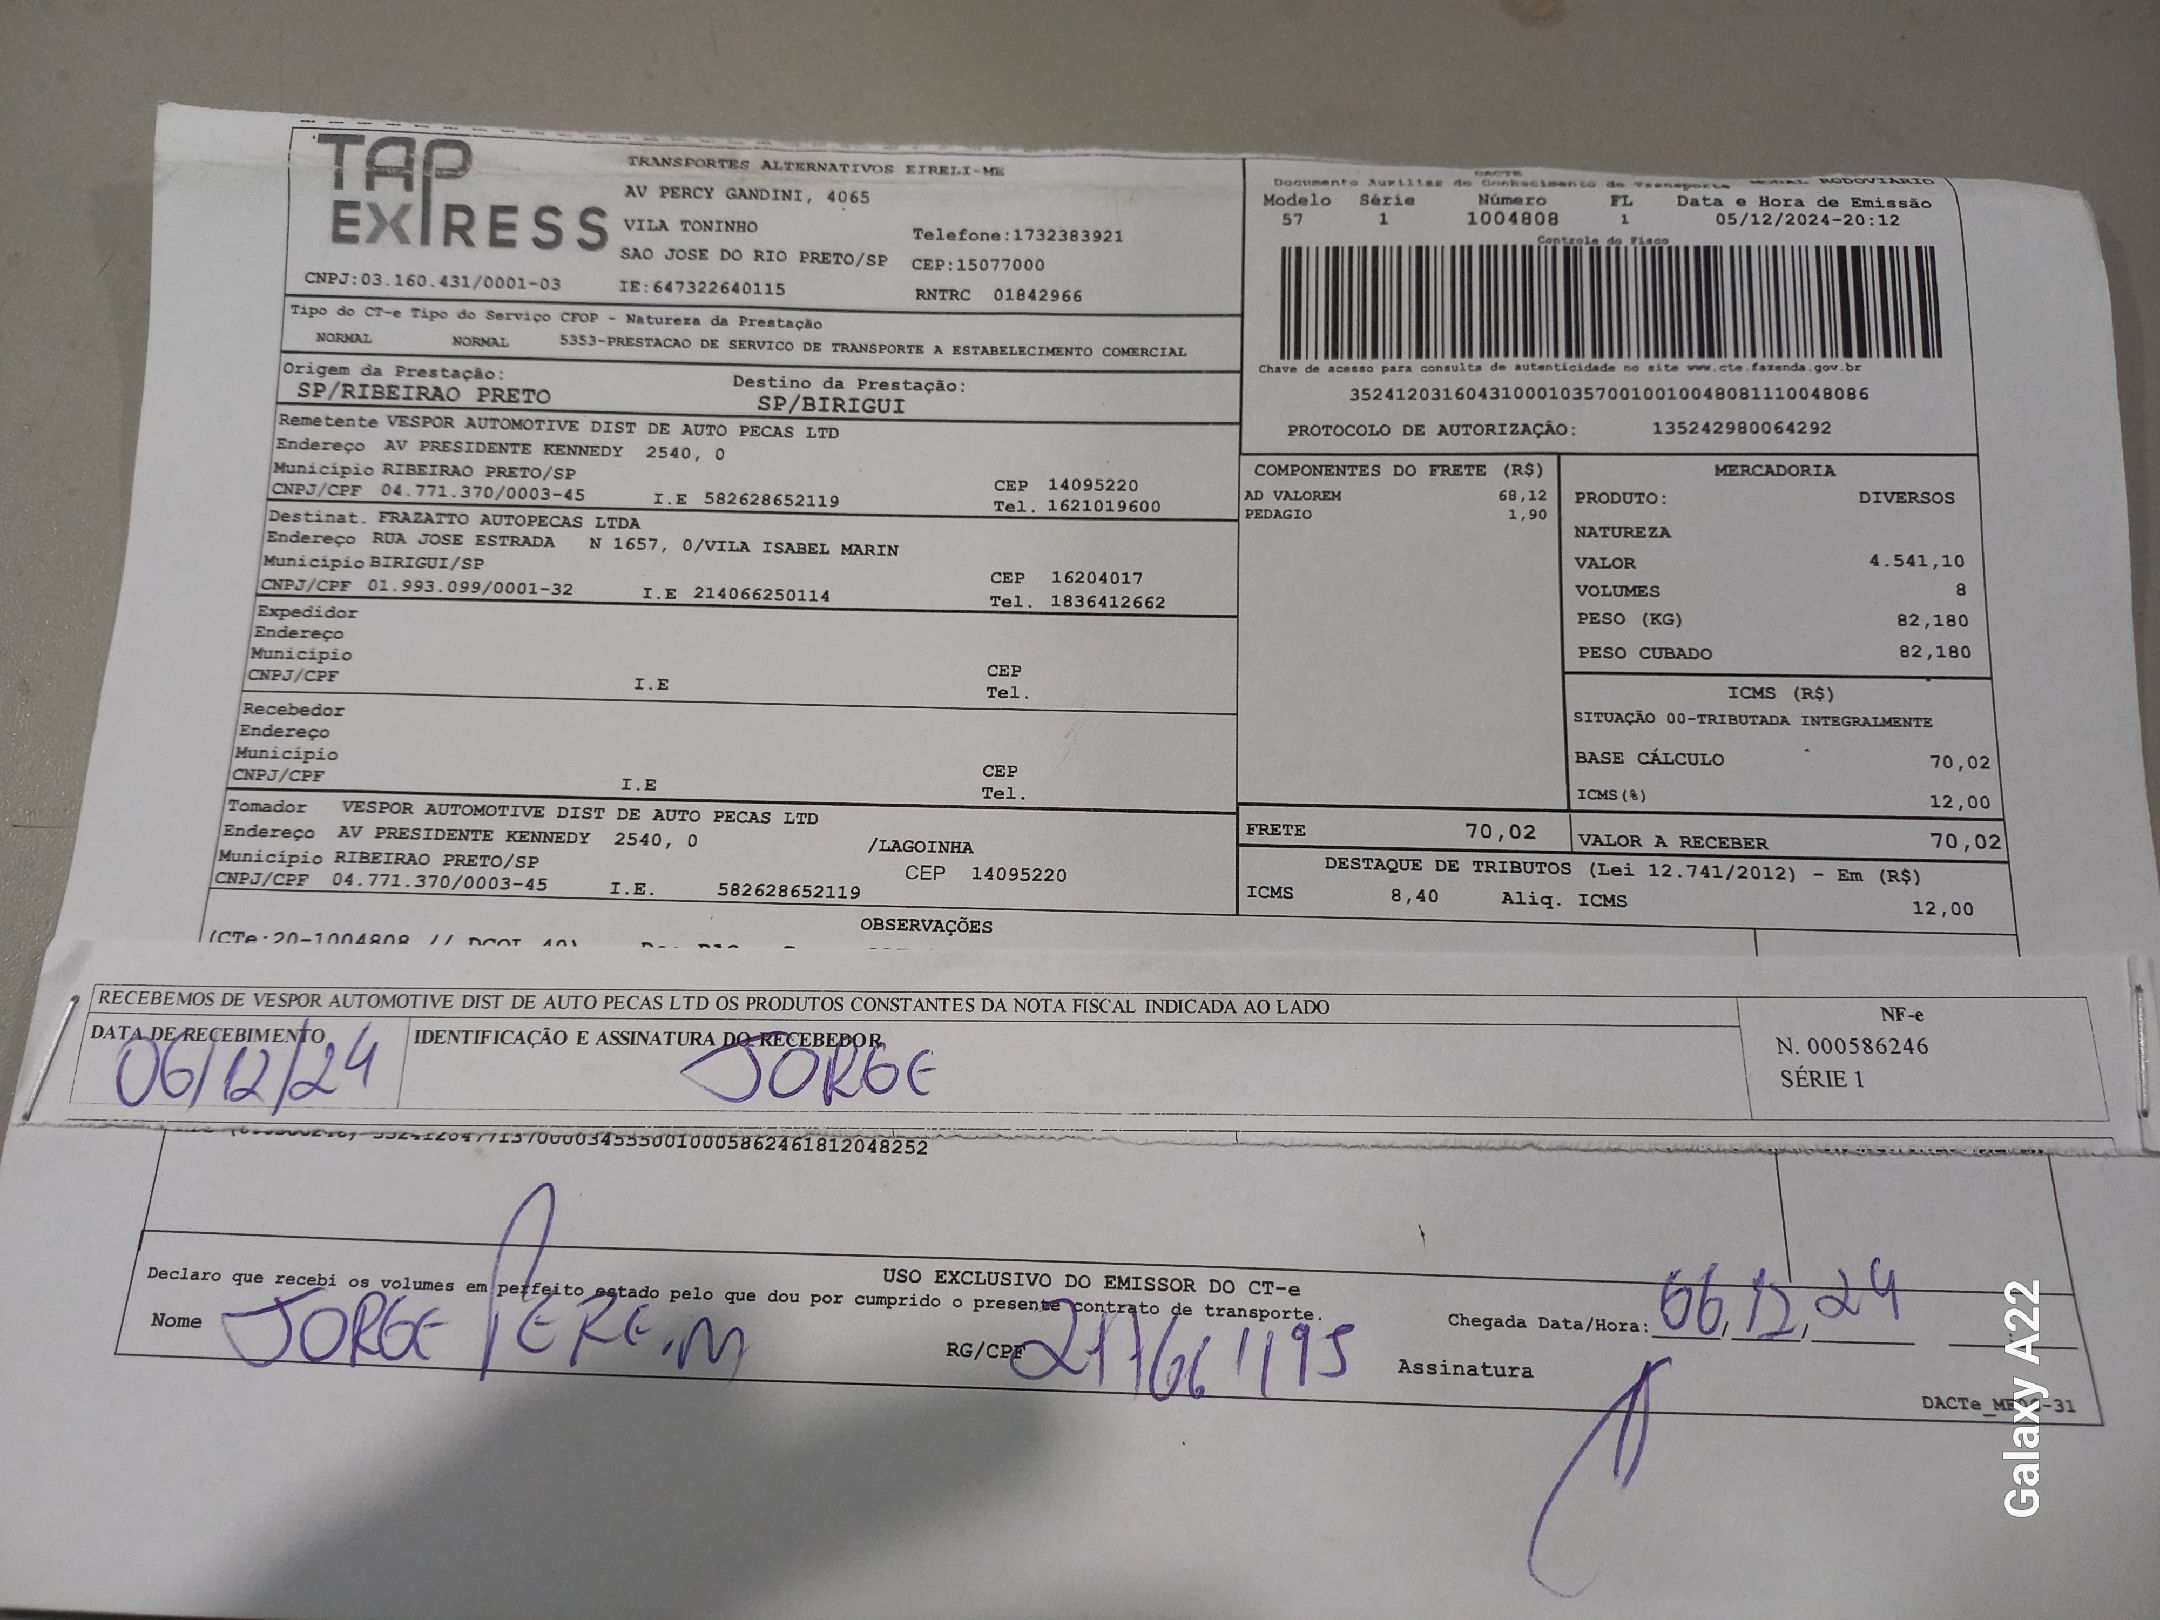 TAP EXPRESS
TRANSPORTES ALTERNATIVOS EIRELI-ME
AV PERCY GANDINI, 4065
VILA TONINHO
Telefone:1732383921
SAO JOSE DO RIO PRETO/SP CEP:15077000
CNPJ:03.160.431/0001-03 IE:647322640115 RNTRC 01842966
DACTE
Documento Auxiliar do Conhecimento de Transporte MODAL RODOVIÁRIO
Modelo Série Número FL Data e Hora de Emissão
57 1 1004808 1 05/12/2024-20:12
Controle do Fisco
Chave de acesso para consulta de autenticidade no site www.cte.fazenda.gov.br
35241203160431000103570010010048081110048086
PROTOCOLO DE AUTORIZAÇÃO: 135242980064292
Tipo do CT-e Tipo do Serviço CFOP - Natureza da Prestação
NORMAL NORMAL 5353-PRESTACAO DE SERVICO DE TRANSPORTE A ESTABELECIMENTO COMERCIAL
Origem da Prestação: Destino da Prestação:
SP/RIBEIRAO PRETO SP/BIRIGUI
Remetente VESPOR AUTOMOTIVE DIST DE AUTO PECAS LTD
Endereço AV PRESIDENTE KENNEDY 2540, 0
Município RIBEIRAO PRETO/SP CEP 14095220
CNPJ/CPF 04.771.370/0003-45 I.E 582628652119 Tel. 1621019600
Destinat. FRAZATTO AUTOPECAS LTDA
Endereço RUA JOSE ESTRADA N 1657, 0/VILA ISABEL MARIN
Município BIRIGUI/SP CEP 16204017
CNPJ/CPF 01.993.099/0001-32 I.E 214066250114 Tel. 1836412662
Expedidor
Endereço
Município CEP
CNPJ/CPF I.E Tel.
Recebedor
Endereço
Município CEP
CNPJ/CPF I.E Tel.
Tomador VESPOR AUTOMOTIVE DIST DE AUTO PECAS LTD
Endereço AV PRESIDENTE KENNEDY 2540, 0 /LAGOINHA
Município RIBEIRAO PRETO/SP CEP 14095220
CNPJ/CPF 04.771.370/0003-45 I.E. 582628652119
COMPONENTES DO FRETE (R$)
AD VALOREM 68,12
PEDAGIO 1,90
MERCADORIA
PRODUTO: DIVERSOS
NATUREZA
VALOR 4.541,10
VOLUMES 8
PESO (KG) 82,180
PESO CUBADO 82,180
ICMS (R$)
SITUAÇÃO 00-TRIBUTADA INTEGRALMENTE
BASE CÁLCULO 70,02
ICMS(%) 12,00
FRETE 70,02 VALOR A RECEBER 70,02
DESTAQUE DE TRIBUTOS (Lei 12.741/2012) - Em (R$)
ICMS 8,40 Aliq. ICMS 12,00
OBSERVAÇÕES
(CTe:20-1004808 //
RECEBEMOS DE VESPOR AUTOMOTIVE DIST DE AUTO PECAS LTD OS PRODUTOS CONSTANTES DA NOTA FISCAL INDICADA AO LADO
DATA DE RECEBIMENTO IDENTIFICAÇÃO E ASSINATURA DO RECEBEDOR
06/12/24 JORGE
NF-e
N. 000586246
SÉRIE 1
USO EXCLUSIVO DO EMISSOR DO CT-e
Declaro que recebi os volumes em perfeito estado pelo que dou por cumprido o presente contrato de transporte.
Nome JORGE RG/CPF Chegada Data/Hora: 06, 12, 24
Assinatura
Galaxy A22